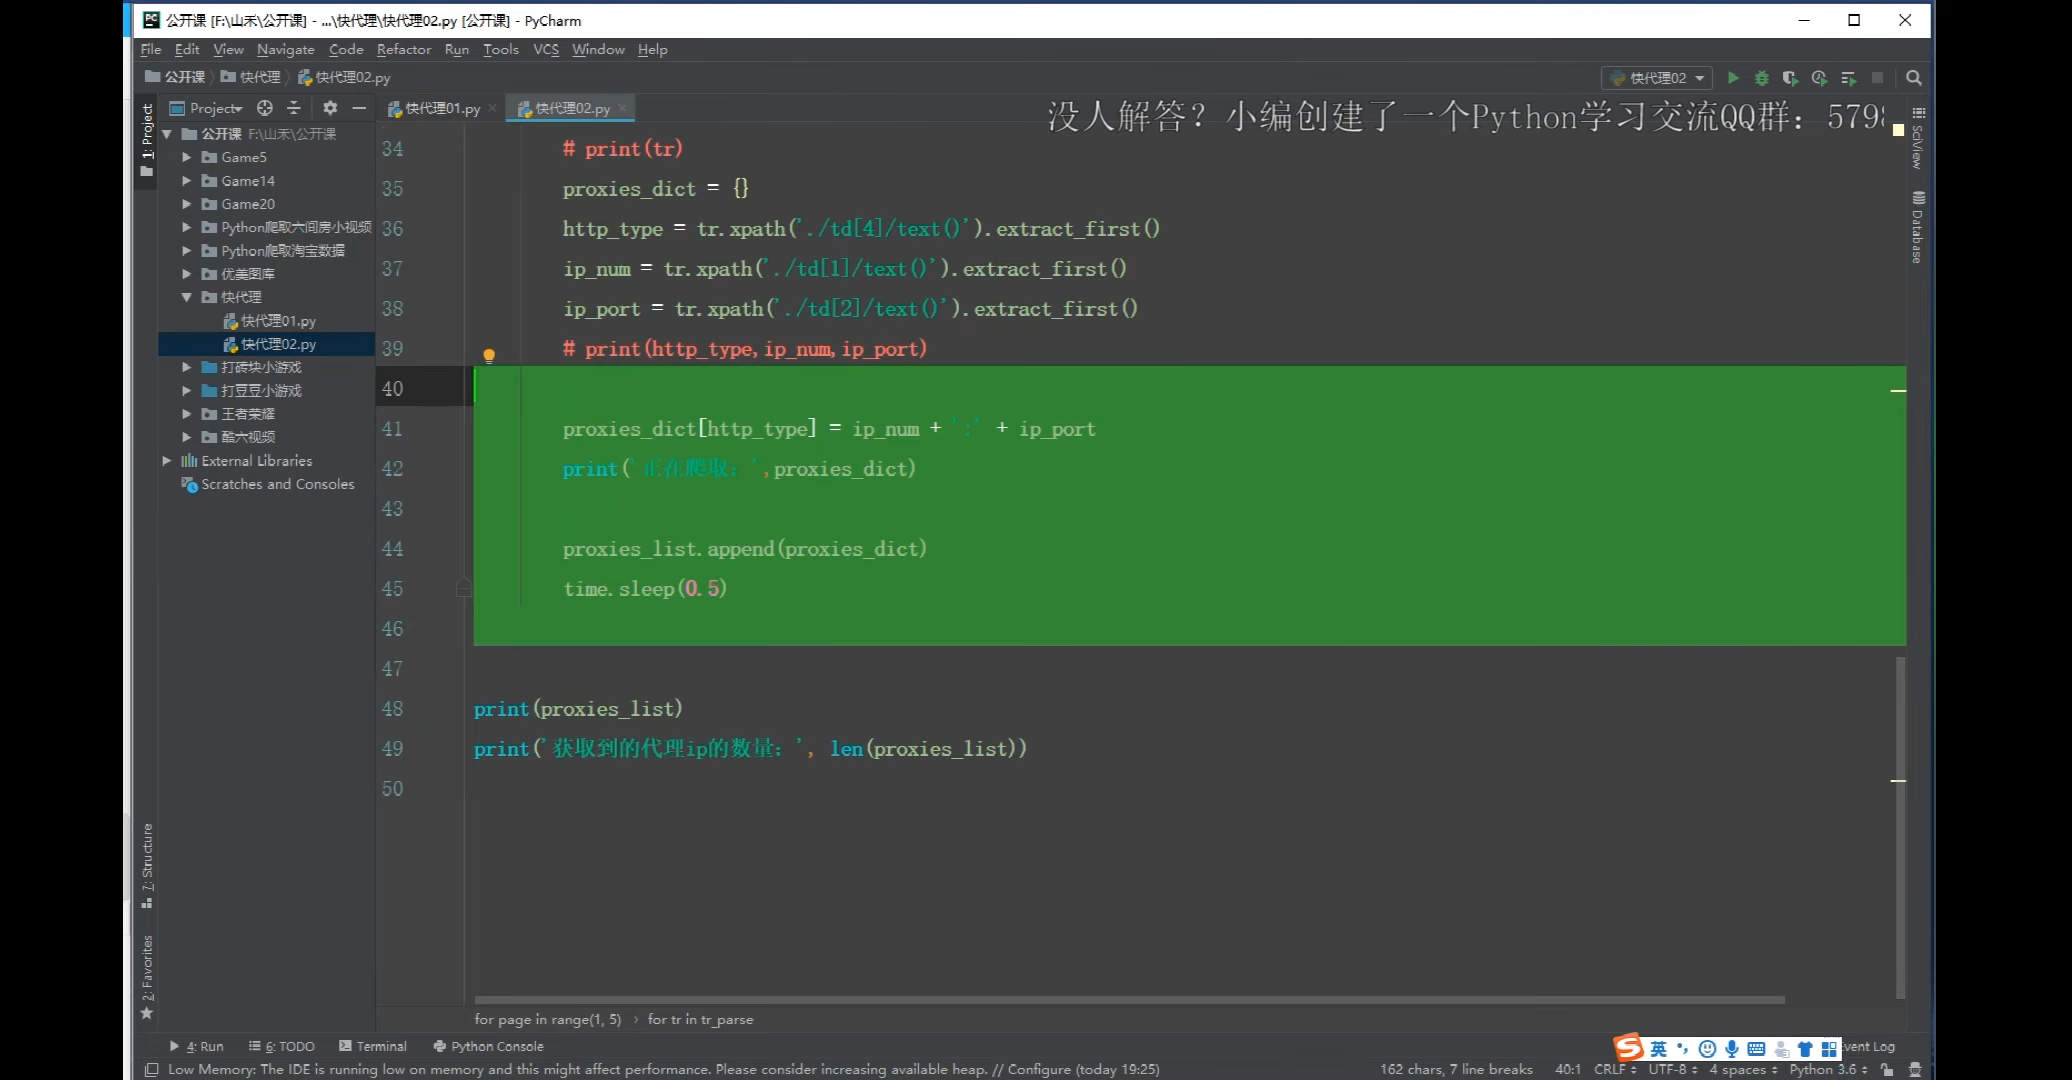 公开课 [F:\山禾\公开课] - ...\快代理\快代理02.py [公开课] - PyCharm
File Edit View Navigate Code Refactor Run Tools VCS Window Help
公开课 快代理 快代理02.py
快代理02
1: Project
Project
快代理01.py
快代理02.py
没人解答？小编创建了一个Python学习交流QQ群：579
SciView
Database
公开课 F:\山禾\公开课
Game5
Game14
Game20
Python爬取六间房小视频
Python爬取淘宝数据
优美图库
快代理
快代理01.py
快代理02.py
打砖块小游戏
打豆豆小游戏
王者荣耀
酷六视频
External Libraries
Scratches and Consoles
34 # print(tr)
35 proxies_dict = {}
36 http_type = tr.xpath('./td[4]/text()').extract_first()
37 ip_num = tr.xpath('./td[1]/text()').extract_first()
38 ip_port = tr.xpath('./td[2]/text()').extract_first()
39 # print(http_type,ip_num,ip_port)
40
41 proxies_dict[http_type] = ip_num + ':' + ip_port
42 print('正在爬取：',proxies_dict)
43
44 proxies_list.append(proxies_dict)
45 time.sleep(0.5)
46
47
48 print(proxies_list)
49 print('获取到的代理ip的数量：', len(proxies_list))
50
7: Structure
2: Favorites
for page in range(1, 5) › for tr in tr_parse
4: Run 6: TODO Terminal Python Console
英
vent Log
Low Memory: The IDE is running low on memory and this might affect performance. Please consider increasing available heap. // Configure (today 19:25)
162 chars, 7 line breaks 40:1 CRLF UTF-8 4 spaces Python 3.6